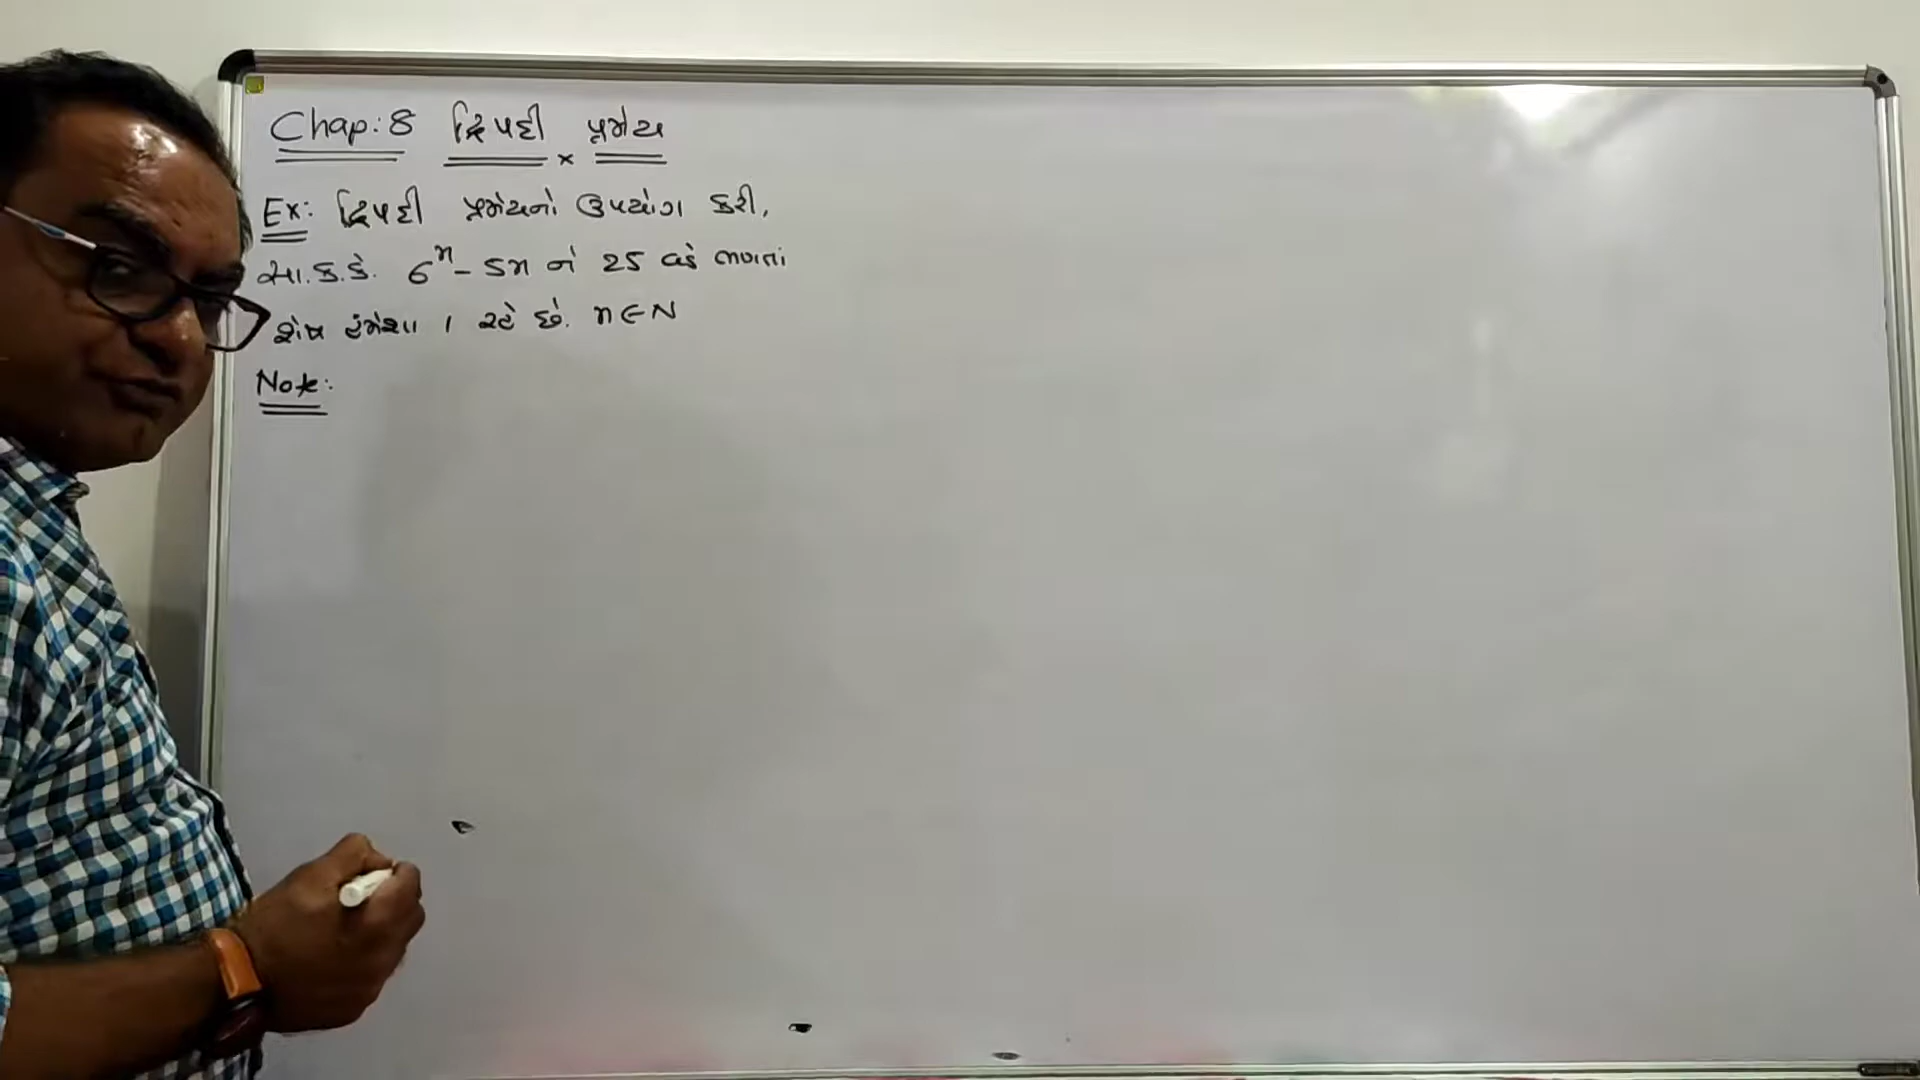 Chap: 8 દ્વિપદી પ્રમેય
Ex: દ્વિપદી પ્રમેયનો ઉપયોગ કરી,
સા.ક.કે. 6ⁿ - 5n ને 25 વડે ભાગતાં
શેષ હંમેશા 1 રહે છે. n ∈ N
Note: